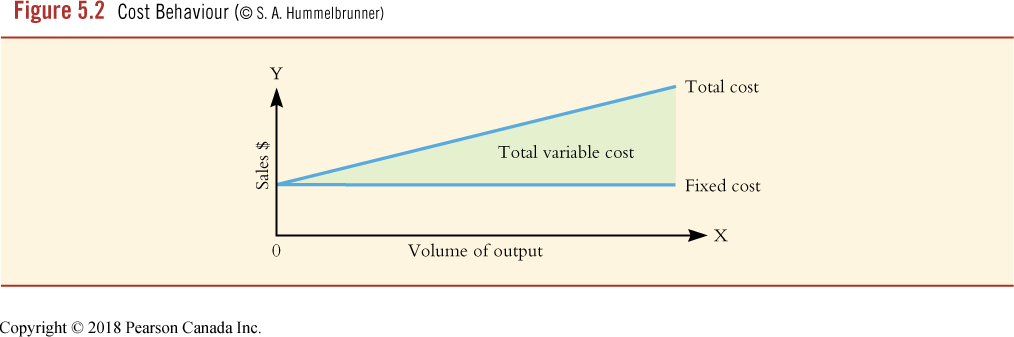 Figure 5.2 Cost Behaviour (© S. A. Hummelbrunner)
Y
Total cost
Total variable cost
Sales $
Fixed cost
X
0
Volume of output
Copyright © 2018 Pearson Canada Inc.